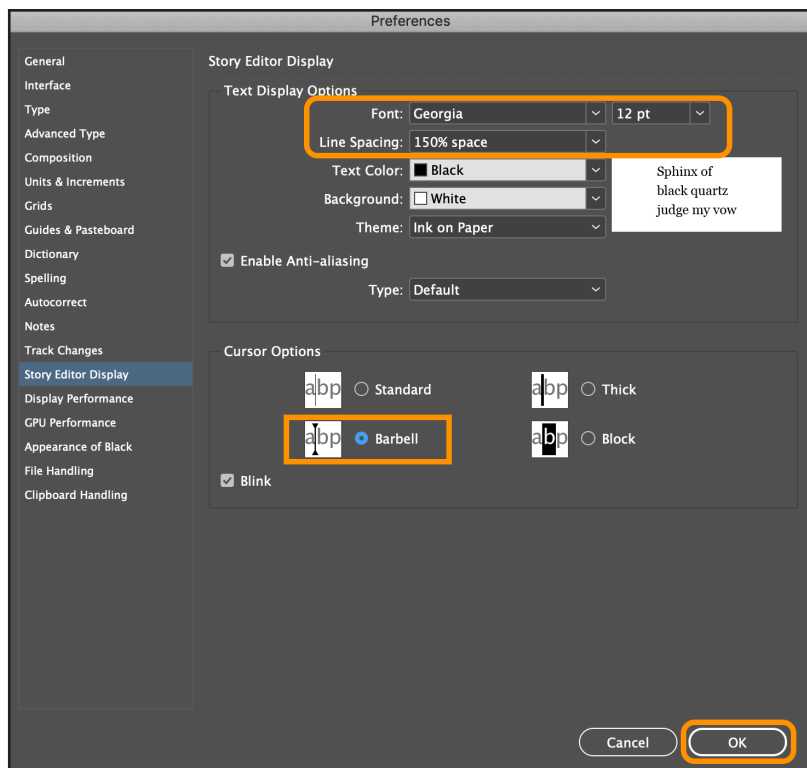 Preferences
General
Interface
Type
Advanced Type
Composition
Units & Increments
Grids
Guides & Pasteboard
Dictionary
Spelling
Autocorrect
Notes
Track Changes
Story Editor Display
Display Performance
GPU Performance
Appearance of Black
File Handling
Clipboard Handling
Story Editor Display
Text Display Options
Font: Georgia 12 pt
Line Spacing: 150% space
Text Color: Black
Background: White
Theme: Ink on Paper
Sphinx of
black quartz
judge my vow
Enable Anti-aliasing
Type: Default
Cursor Options
abp Standard
abp Thick
abp Barbell
abp Block
Blink
Cancel OK